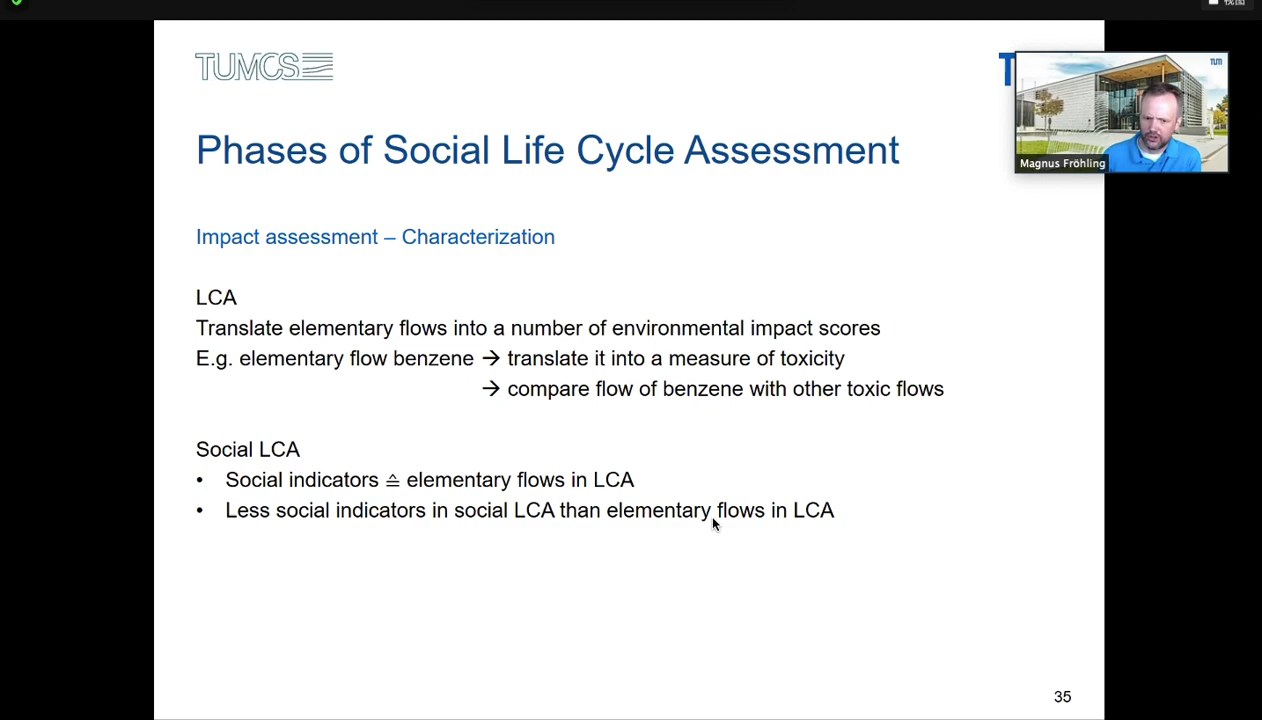 视图
TUMCS
TUM
Magnus Fröhling
Phases of Social Life Cycle Assessment
Impact assessment – Characterization
LCA
Translate elementary flows into a number of environmental impact scores
E.g. elementary flow benzene → translate it into a measure of toxicity
→ compare flow of benzene with other toxic flows
Social LCA
• Social indicators ≙ elementary flows in LCA
• Less social indicators in social LCA than elementary flows in LCA
35